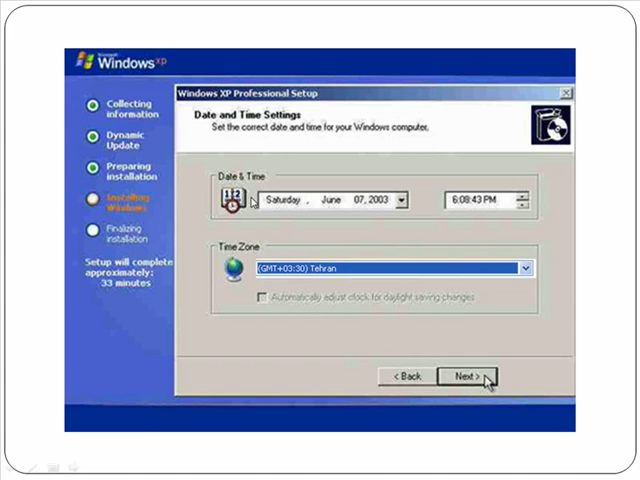 Microsoft
Windows xp
Collecting
information
Dynamic
Update
Preparing
installation
Installing
Windows
Finalizing
installation
Setup will complete
approximately:
33 minutes
Windows XP Professional Setup
Date and Time Settings
Set the correct date and time for your Windows computer.
Date & Time
Saturday , June 07, 2003
6:08:43 PM
Time Zone
(GMT+03:30) Tehran
Automatically adjust clock for daylight saving changes
< Back
Next >